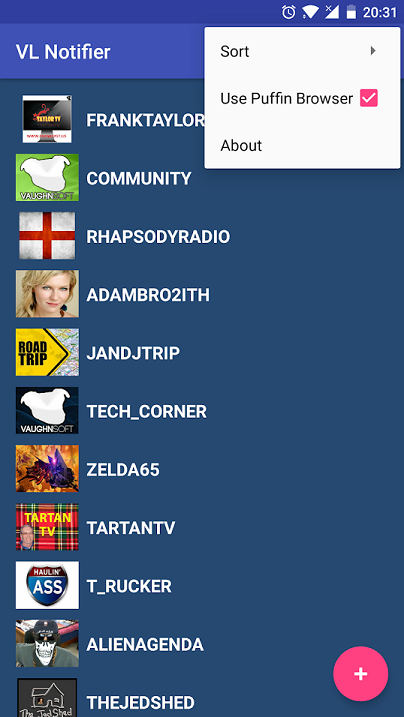 20:31
VL Notifier
Sort
Use Puffin Browser
About
TAYLOR TV
FRANKTAYLOR
VAUGHNSOFT
COMMUNITY
RHAPSODYRADIO
ADAMBRO2ITH
ROAD
TRIP
JANDJTRIP
VAUGHNSOFT
TECH_CORNER
ZELDA65
TARTAN
TV
TARTANTV
HAULIN'
ASS
T_RUCKER
ALIENAGENDA
The Jed Shed
THEJEDSHED
+